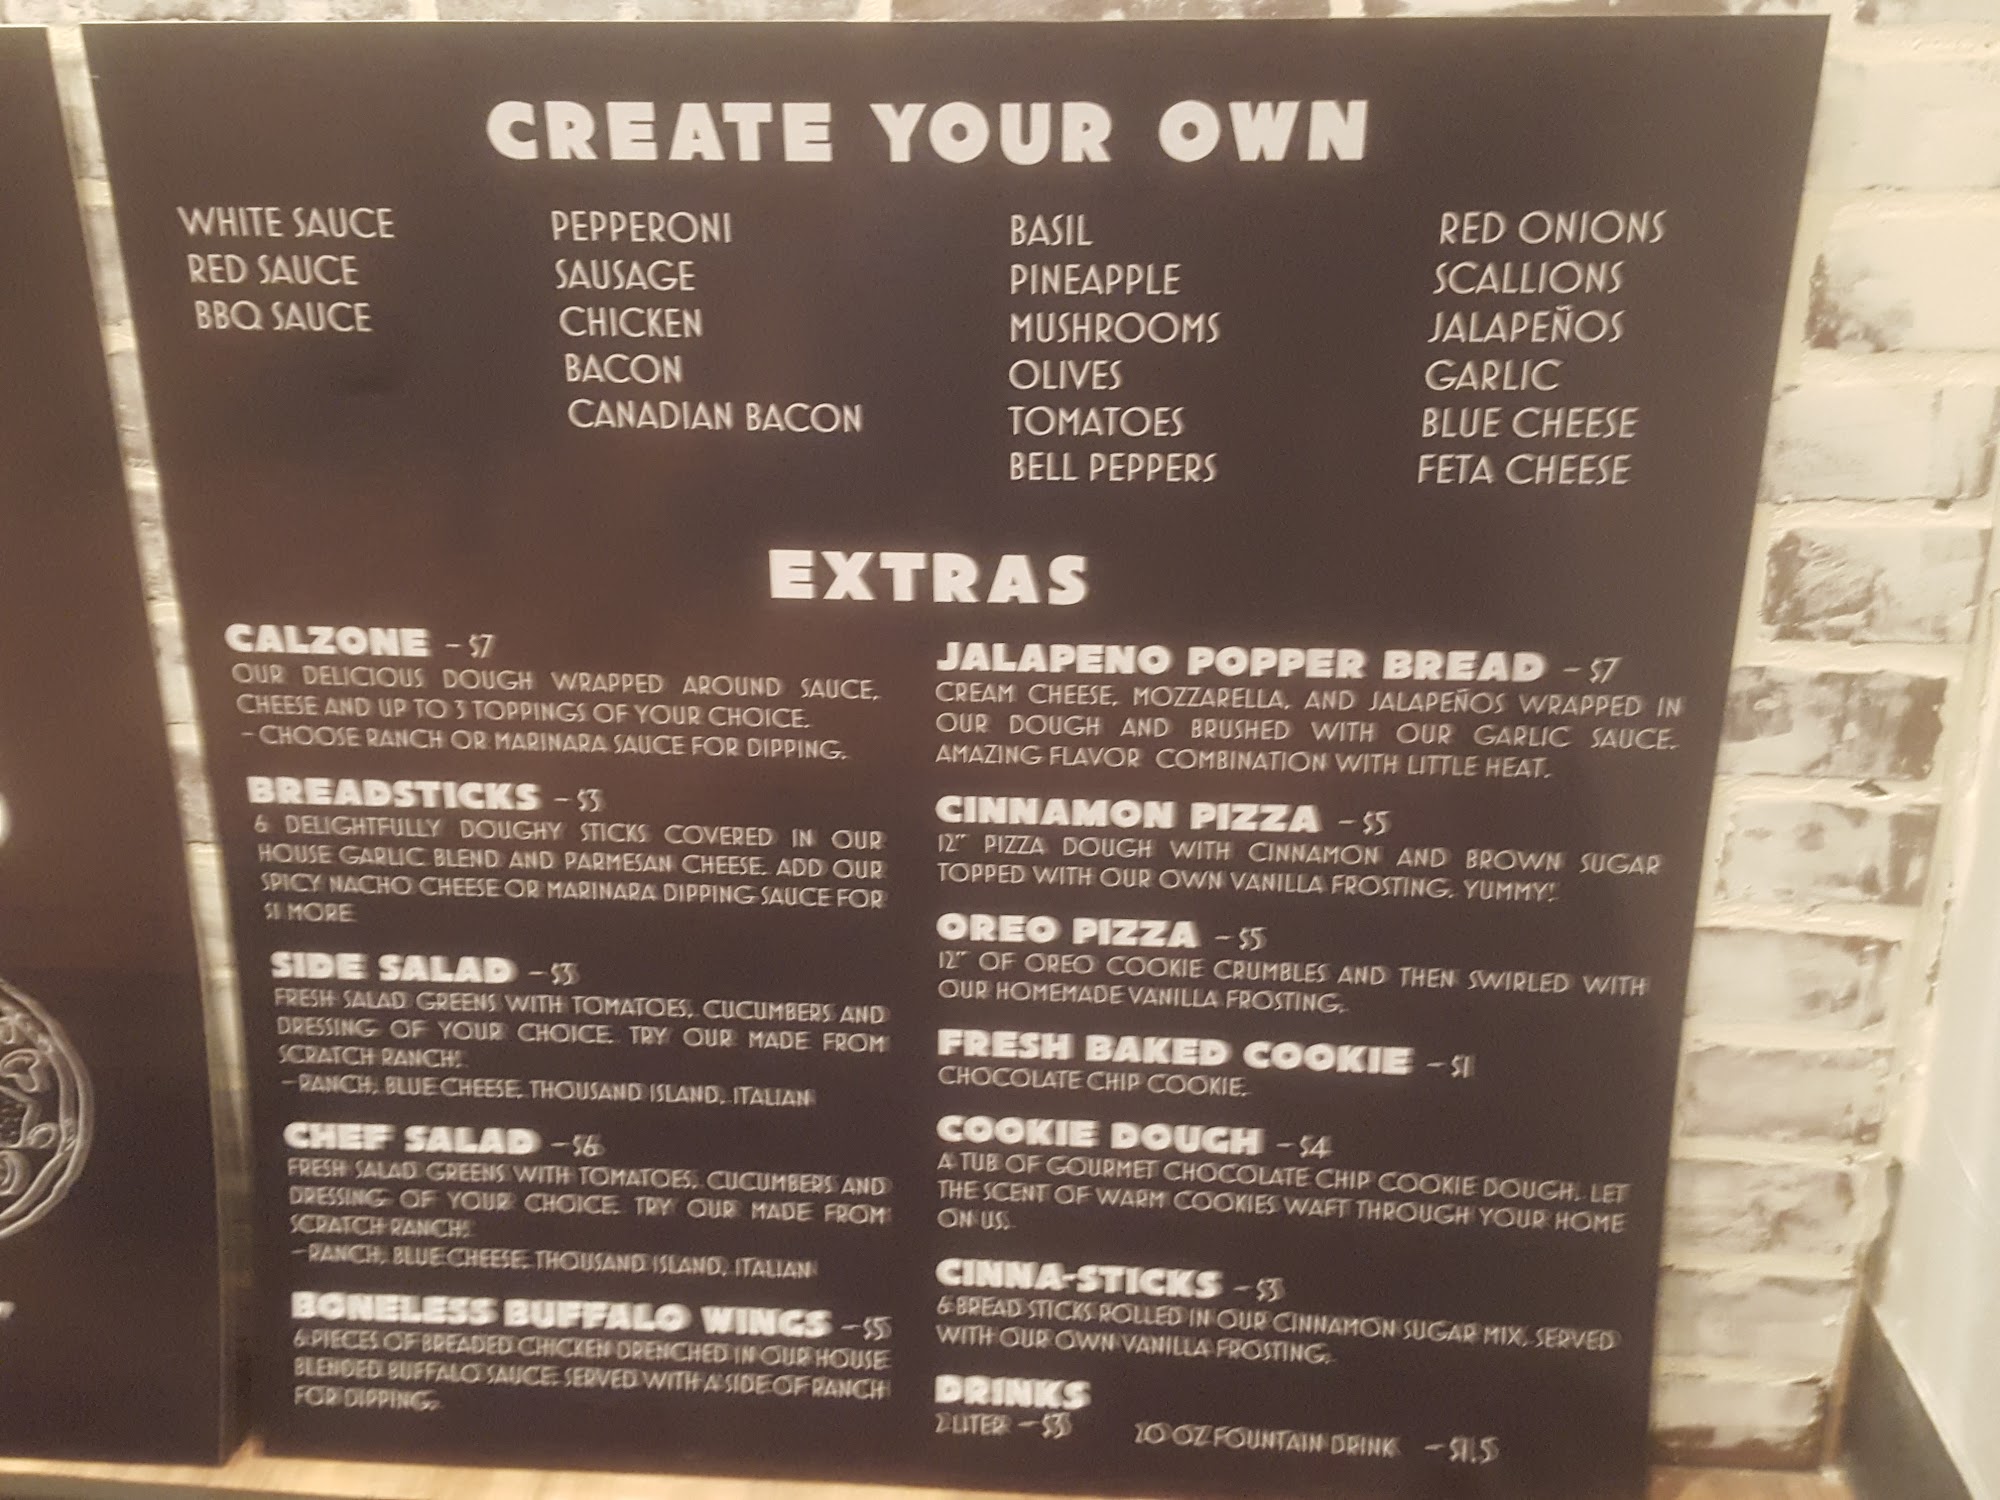 CREATE YOUR OWN
WHITE SAUCE
RED SAUCE
BBQ SAUCE
PEPPERONI
SAUSAGE
CHICKEN
BACON
CANADIAN BACON
BASIL
PINEAPPLE
MUSHROOMS
OLIVES
TOMATOES
BELL PEPPERS
RED ONIONS
SCALLIONS
JALAPEÑOS
GARLIC
BLUE CHEESE
FETA CHEESE
EXTRAS
CALZONE - $7
OUR DELICIOUS DOUGH WRAPPED AROUND SAUCE,
CHEESE AND UP TO 3 TOPPINGS OF YOUR CHOICE.
- CHOOSE RANCH OR MARINARA SAUCE FOR DIPPING.
BREADSTICKS - $3
6 DELIGHTFULLY DOUGHY STICKS COVERED IN OUR
HOUSE GARLIC BLEND AND PARMESAN CHEESE. ADD OUR
SPICY NACHO CHEESE OR MARINARA DIPPING SAUCE FOR
$1 MORE
SIDE SALAD - $3
FRESH SALAD GREENS WITH TOMATOES, CUCUMBERS AND
DRESSING OF YOUR CHOICE. TRY OUR MADE FROM
SCRATCH RANCH!
- RANCH, BLUE CHEESE, THOUSAND ISLAND, ITALIAN
CHEF SALAD - $6
FRESH SALAD GREENS WITH TOMATOES, CUCUMBERS AND
DRESSING OF YOUR CHOICE. TRY OUR MADE FROM
SCRATCH RANCH!
- RANCH, BLUE CHEESE, THOUSAND ISLAND, ITALIAN
BONELESS BUFFALO WINGS - $5
6 PIECES OF BREADED CHICKEN DRENCHED IN OUR HOUSE
BLENDED BUFFALO SAUCE. SERVED WITH A SIDE OF RANCH
FOR DIPPING.
JALAPENO POPPER BREAD - $7
CREAM CHEESE, MOZZARELLA, AND JALAPEÑOS WRAPPED IN
OUR DOUGH AND BRUSHED WITH OUR GARLIC SAUCE.
AMAZING FLAVOR COMBINATION WITH LITTLE HEAT.
CINNAMON PIZZA - $5
12" PIZZA DOUGH WITH CINNAMON AND BROWN SUGAR
TOPPED WITH OUR OWN VANILLA FROSTING. YUMMY!
OREO PIZZA - $5
12" OF OREO COOKIE CRUMBLES AND THEN SWIRLED WITH
OUR HOMEMADE VANILLA FROSTING.
FRESH BAKED COOKIE - $1
CHOCOLATE CHIP COOKIE.
COOKIE DOUGH - $4
A TUB OF GOURMET CHOCOLATE CHIP COOKIE DOUGH. LET
THE SCENT OF WARM COOKIES WAFT THROUGH YOUR HOME
ON US.
CINNA-STICKS - $3
6 BREAD STICKS ROLLED IN OUR CINNAMON SUGAR MIX, SERVED
WITH OUR OWN VANILLA FROSTING.
DRINKS
2 LITER - $3 20 OZ FOUNTAIN DRINK - $1.5